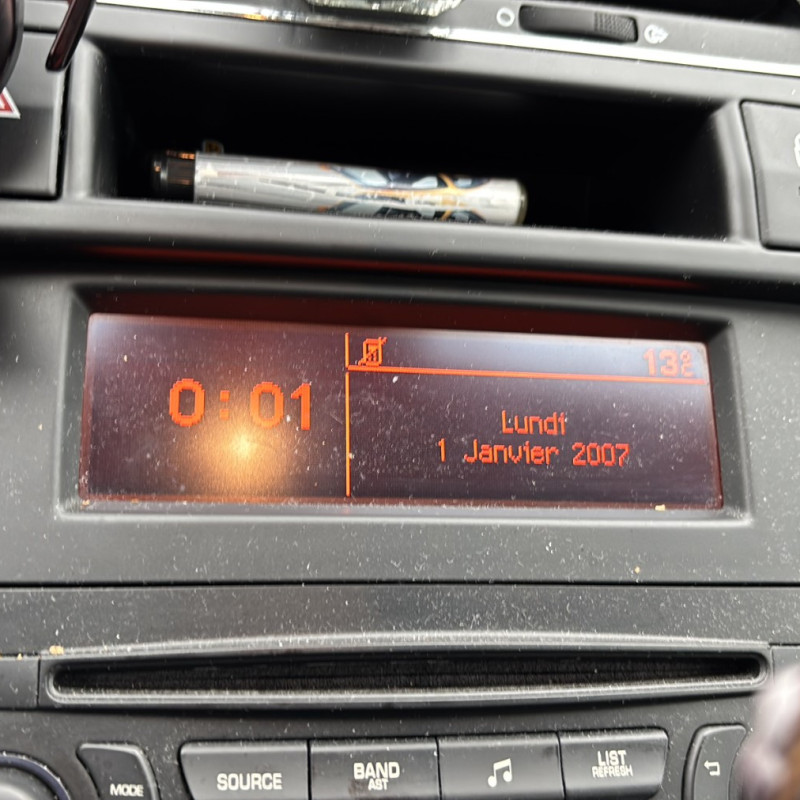 0:01
13°C
Lundi
1 Janvier 2007
MODE
SOURCE
BAND
AST
LIST
REFRESH